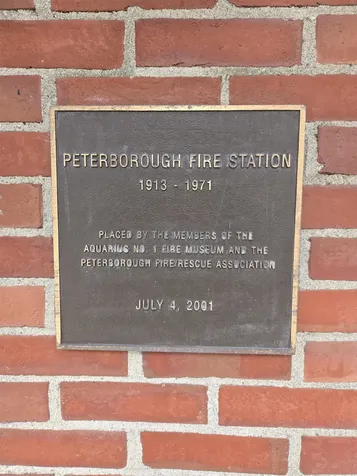 PETERBOROUGH FIRE STATION
1913 - 1971
PLACED BY THE MEMBERS OF THE
AQUARIUS NO. 1 FIRE MUSEUM AND THE
PETERBOROUGH FIRE/RESCUE ASSOCIATION
JULY 4, 2001